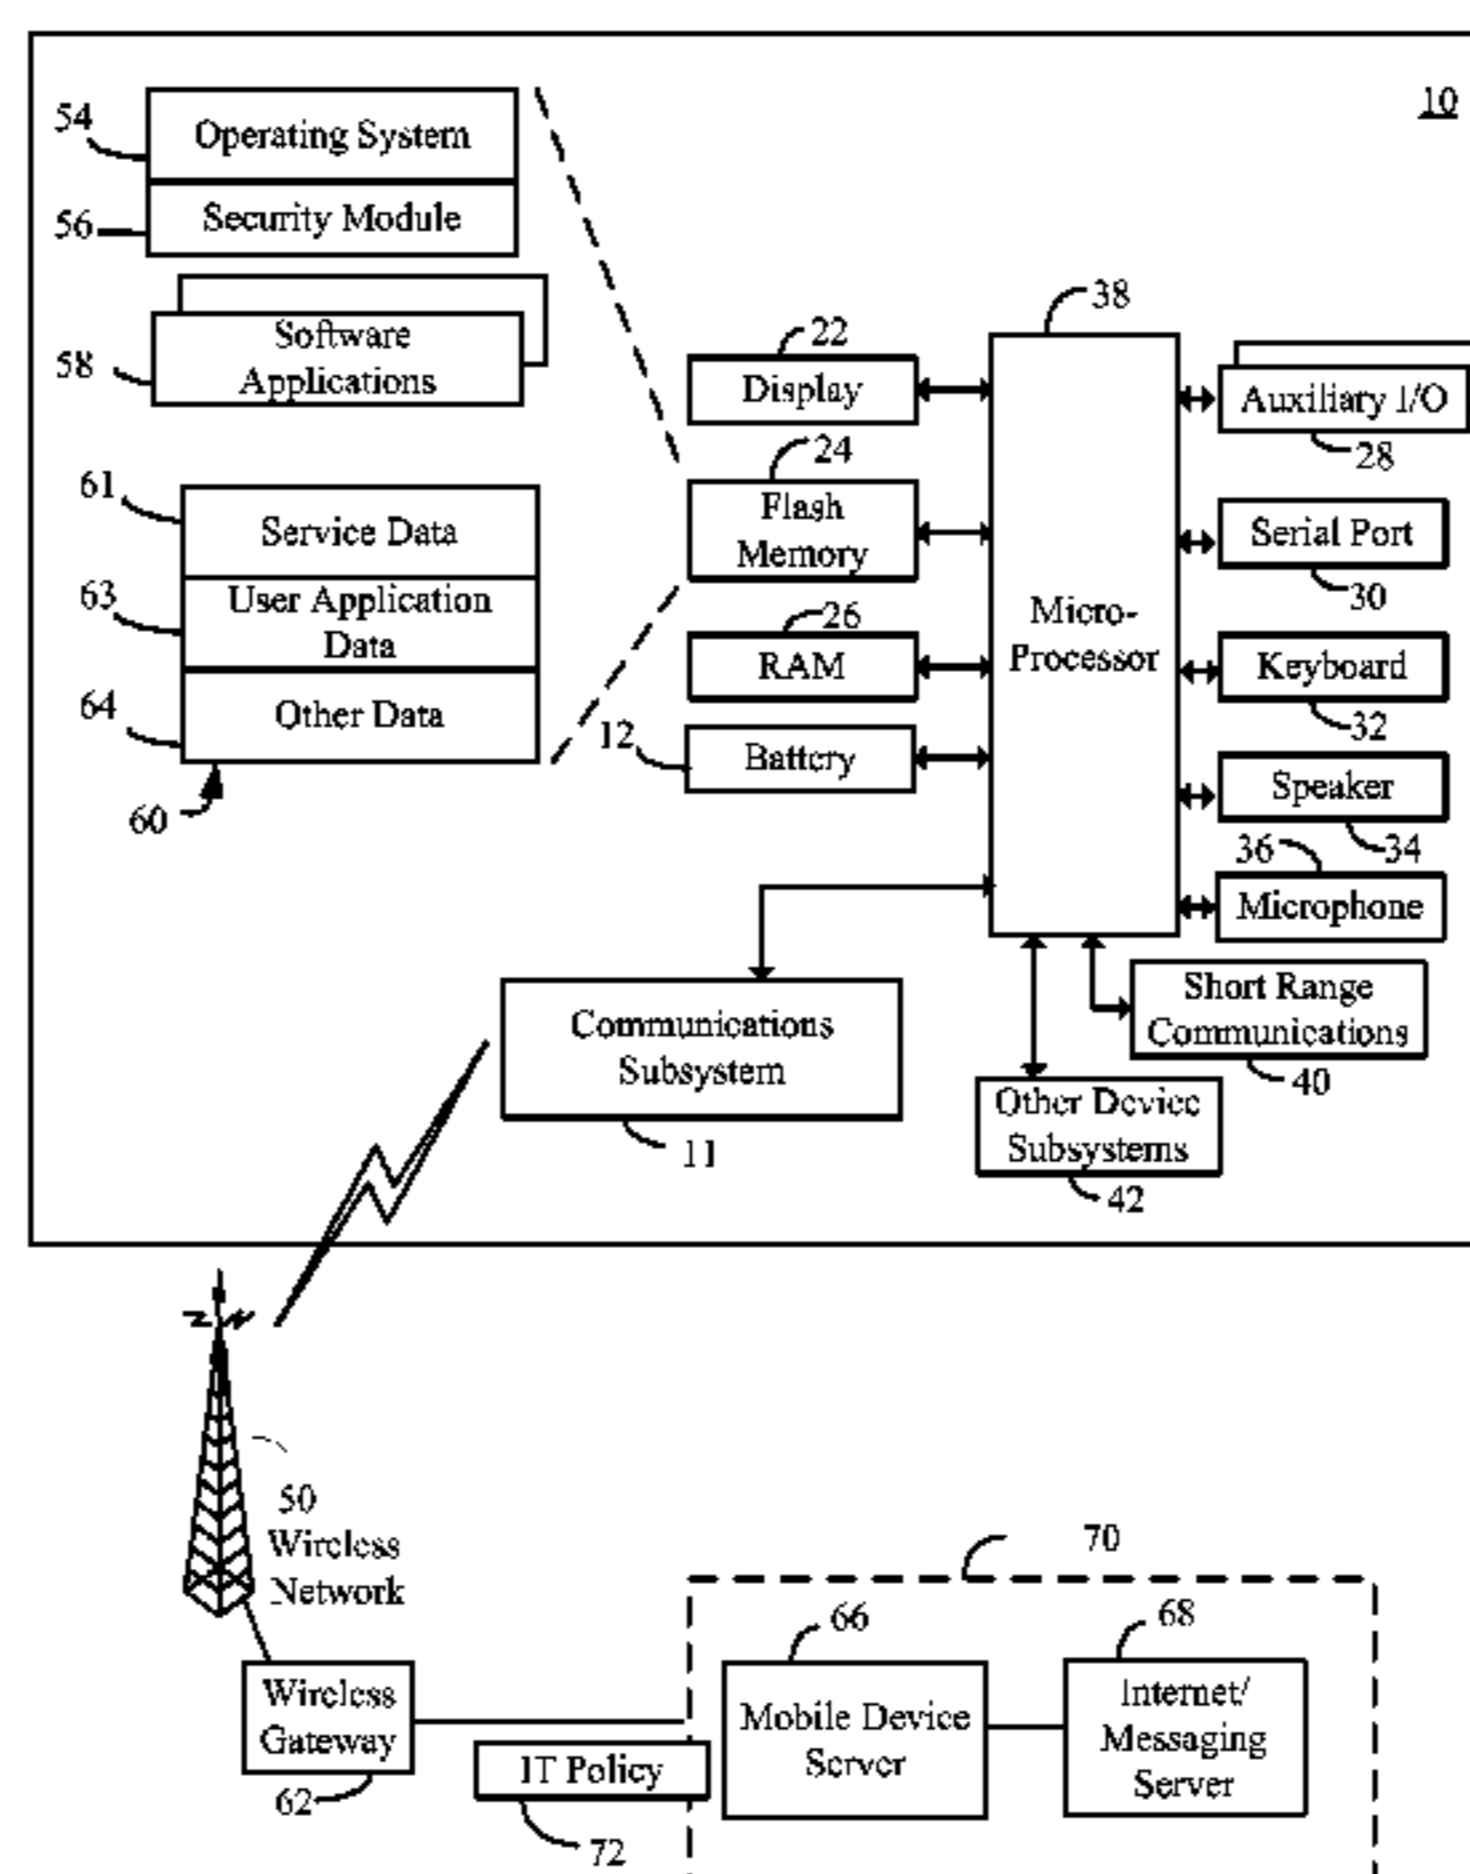 10
54
Operating System
56
Security Module
58
Software
Applications
61
Service Data
63
User Application
Data
64
Other Data
60
22
Display
24
Flash
Memory
26
RAM
12
Battery
38
Micro-
Processor
Auxiliary I/O
28
Serial Port
30
Keyboard
32
Speaker
34
36
Microphone
Short Range
Communications
40
Communications
Subsystem
11
Other Device
Subsystems
42
50
Wireless
Network
70
66
Mobile Device
Server
68
Internet/
Messaging
Server
Wireless
Gateway
62
IT Policy
72